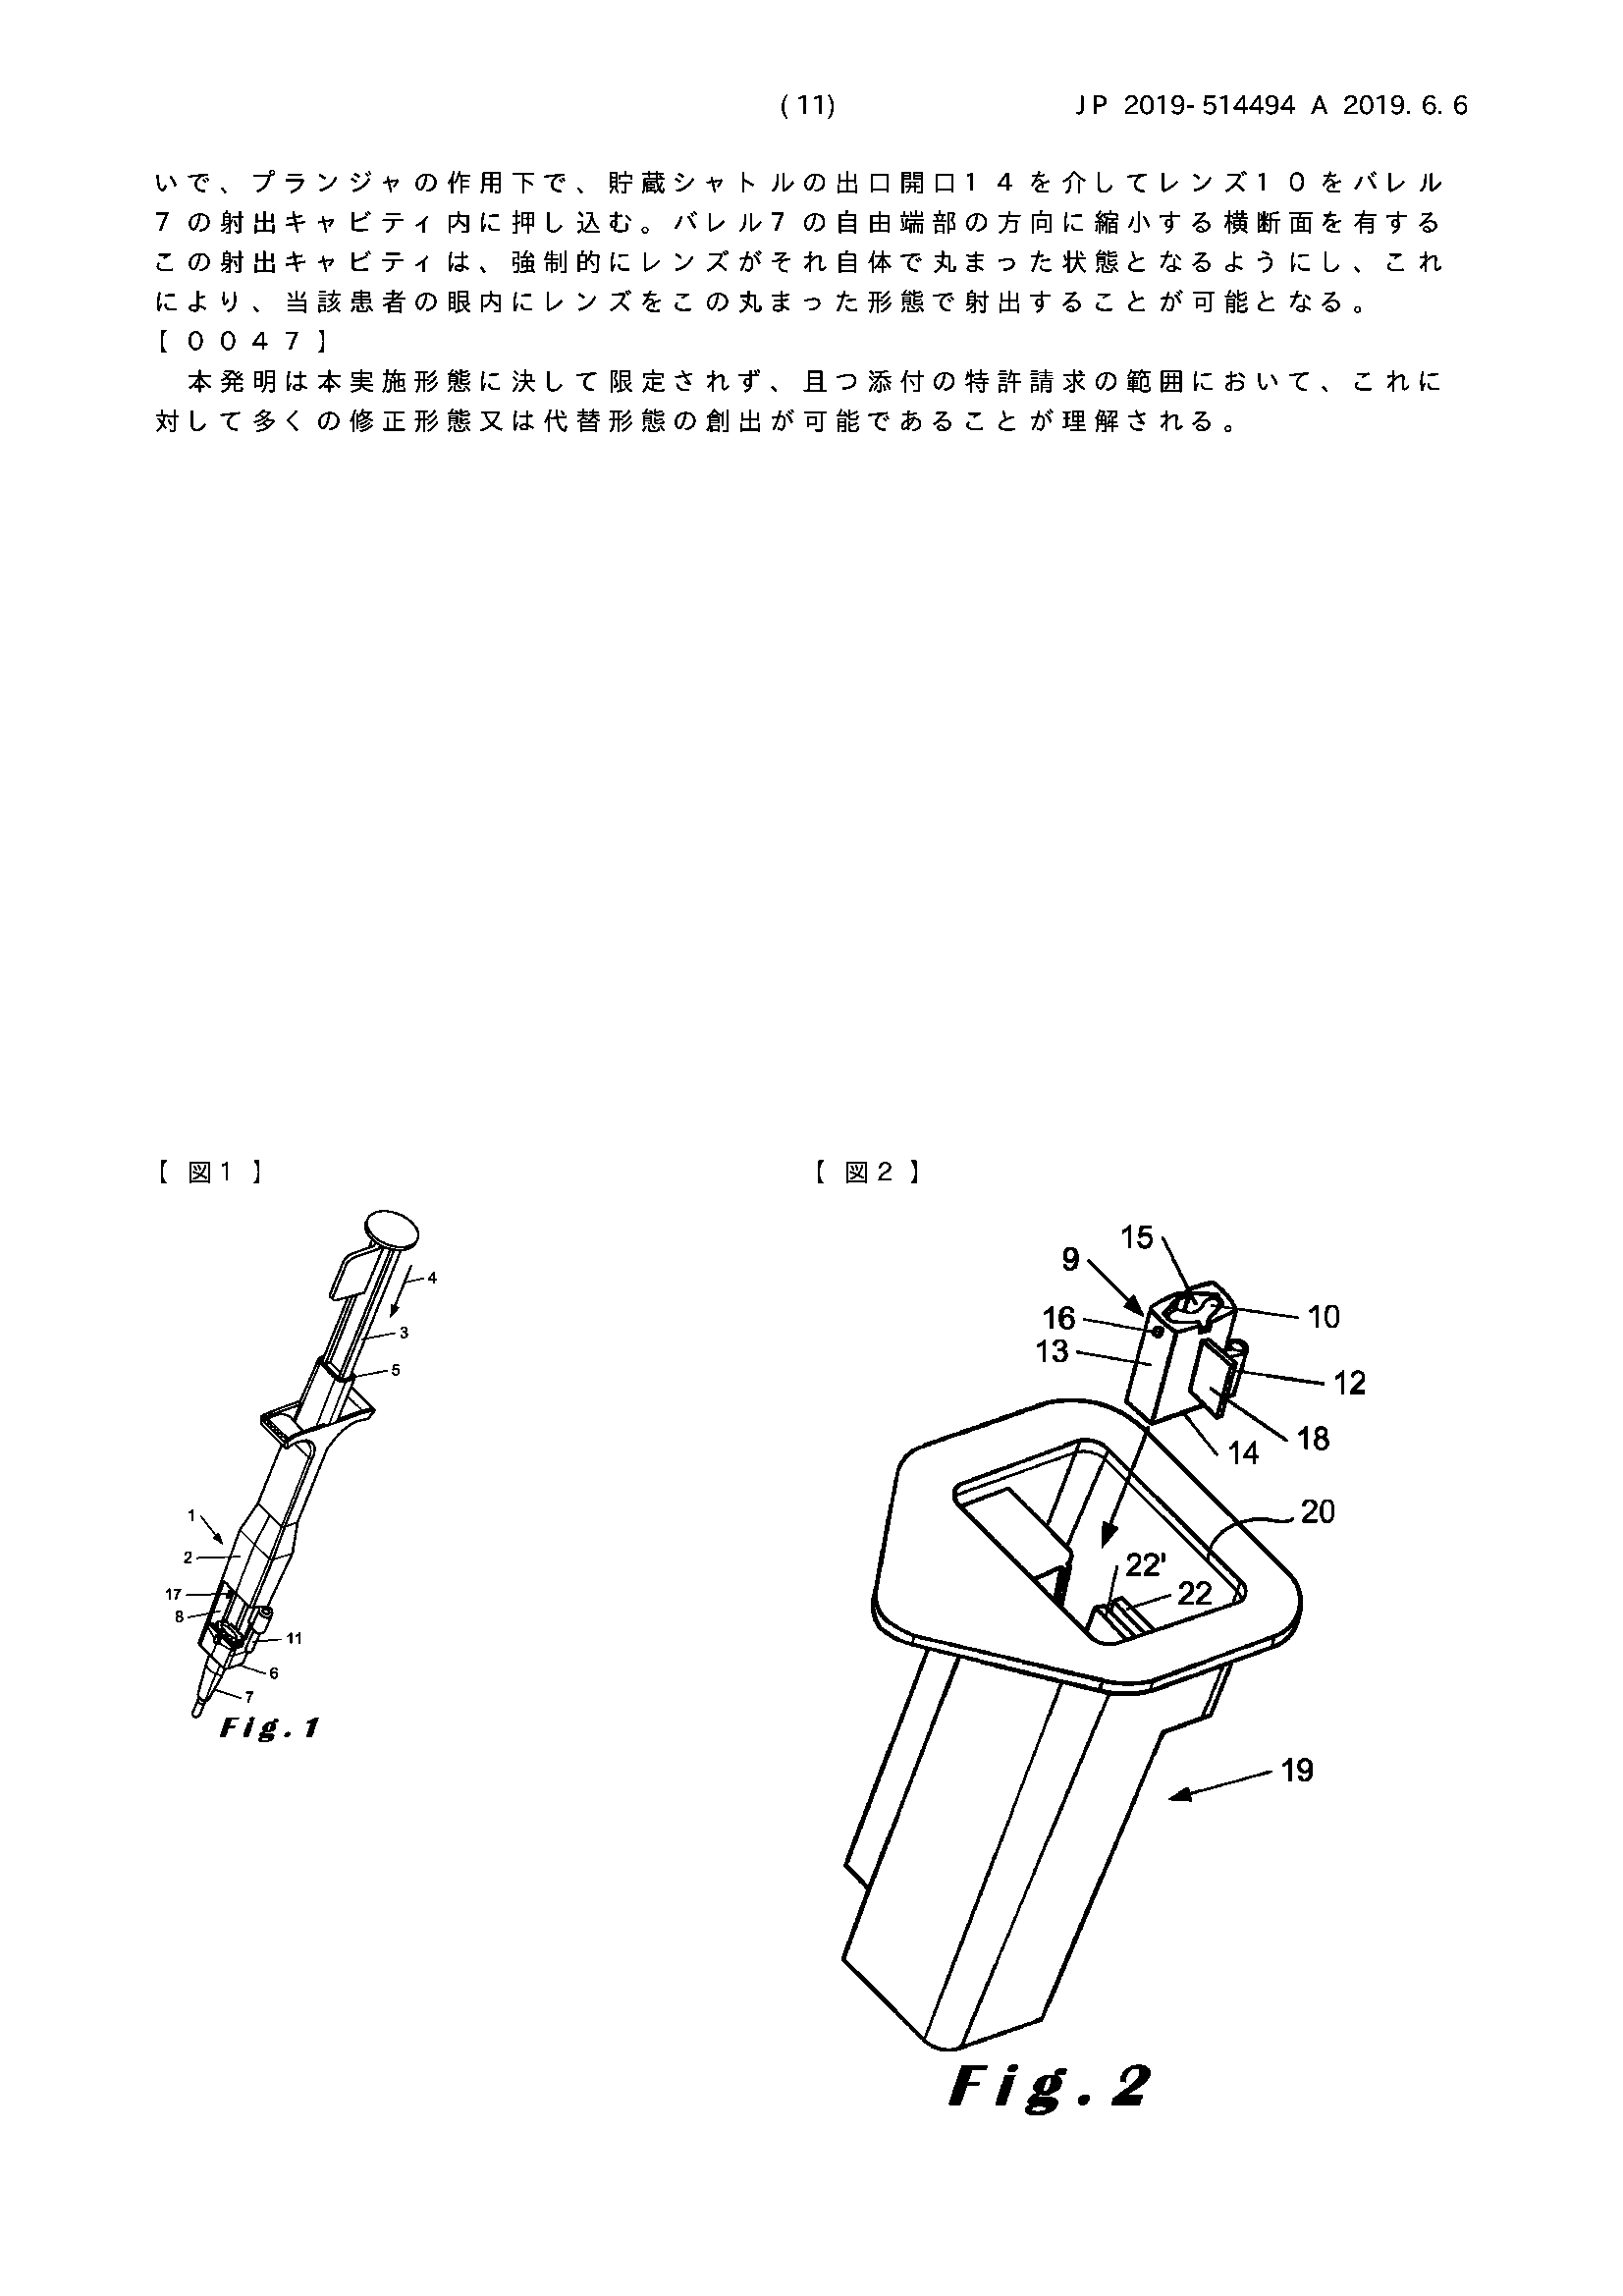 (11) JP 2019-514494 A 2019.6.6
いで、プランジャの作用下で、貯蔵シャトルの出口開口14を介してレンズ10をバレル
7の射出キャビティ内に押し込む。バレル7の自由端部の方向に縮小する横断面を有する
この射出キャビティは、強制的にレンズがそれ自体で丸まった状態となるようにし、これ
により、当該患者の眼内にレンズをこの丸まった形態で射出することが可能となる。
【0047】
本発明は本実施形態に決して限定されず、且つ添付の特許請求の範囲において、これに
対して多くの修正形態又は代替形態の創出が可能であることが理解される。
【図1】
4
3
5
1
2
17
8
11
6
7
Fig.1
【図2】
15
9
16
10
13
12
18
14
20
22'
22
19
Fig.2